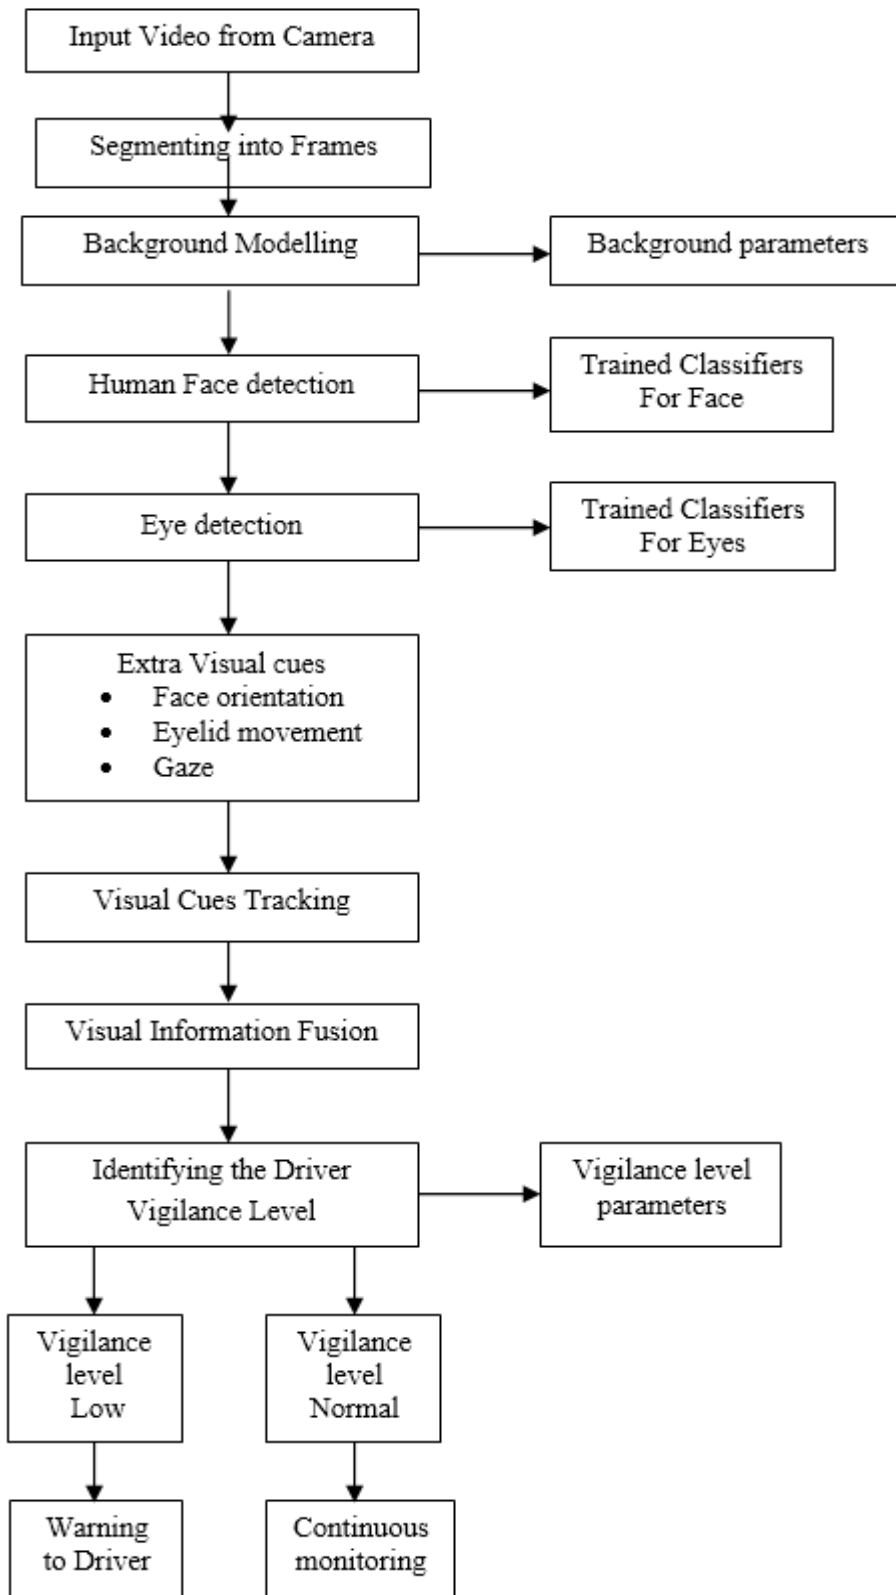 Input Video from Camera
Segmenting into Frames
Background Modelling
Background parameters
Human Face detection
Trained Classifiers
For Face
Eye detection
Trained Classifiers
For Eyes
Extra Visual cues
• Face orientation
• Eyelid movement
• Gaze
Visual Cues Tracking
Visual Information Fusion
Identifying the Driver
Vigilance Level
Vigilance level
parameters
Vigilance
level
Low
Vigilance
level
Normal
Warning
to Driver
Continuous
monitoring